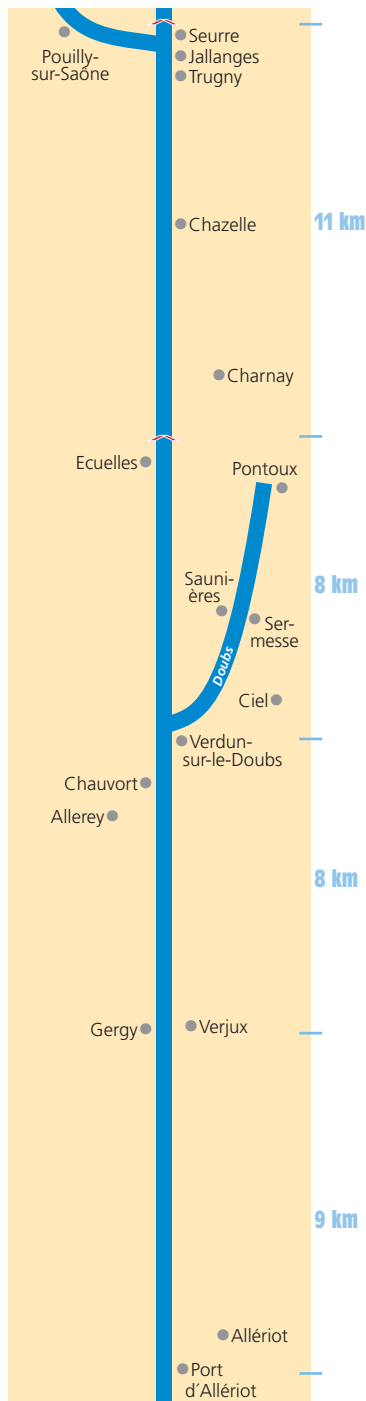 Seurre
Pouilly-
sur-Saône
Jallanges
Trugny
11 km
Chazelle
Charnay
Ecuelles
Pontoux
8 km
Sauni-
ères
Ser-
messe
Doubs
Ciel
Verdun-
sur-le-Doubs
Chauvort
Allerey
8 km
Gergy
Verjux
9 km
Allériot
Port
d´Allériot